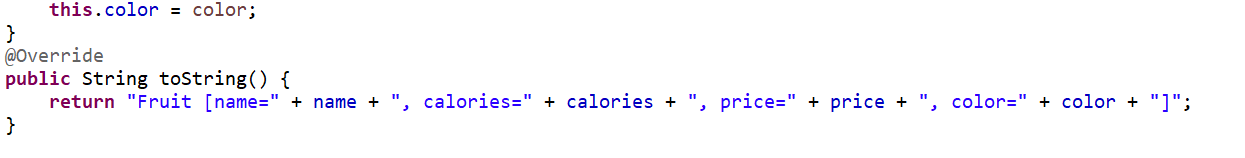 this.color = color;
}
@Override
public String toString() {
return "Fruit [name=" + name + ", calories=" + calories + ", price=" + price + ", color=" + color + "]";
}